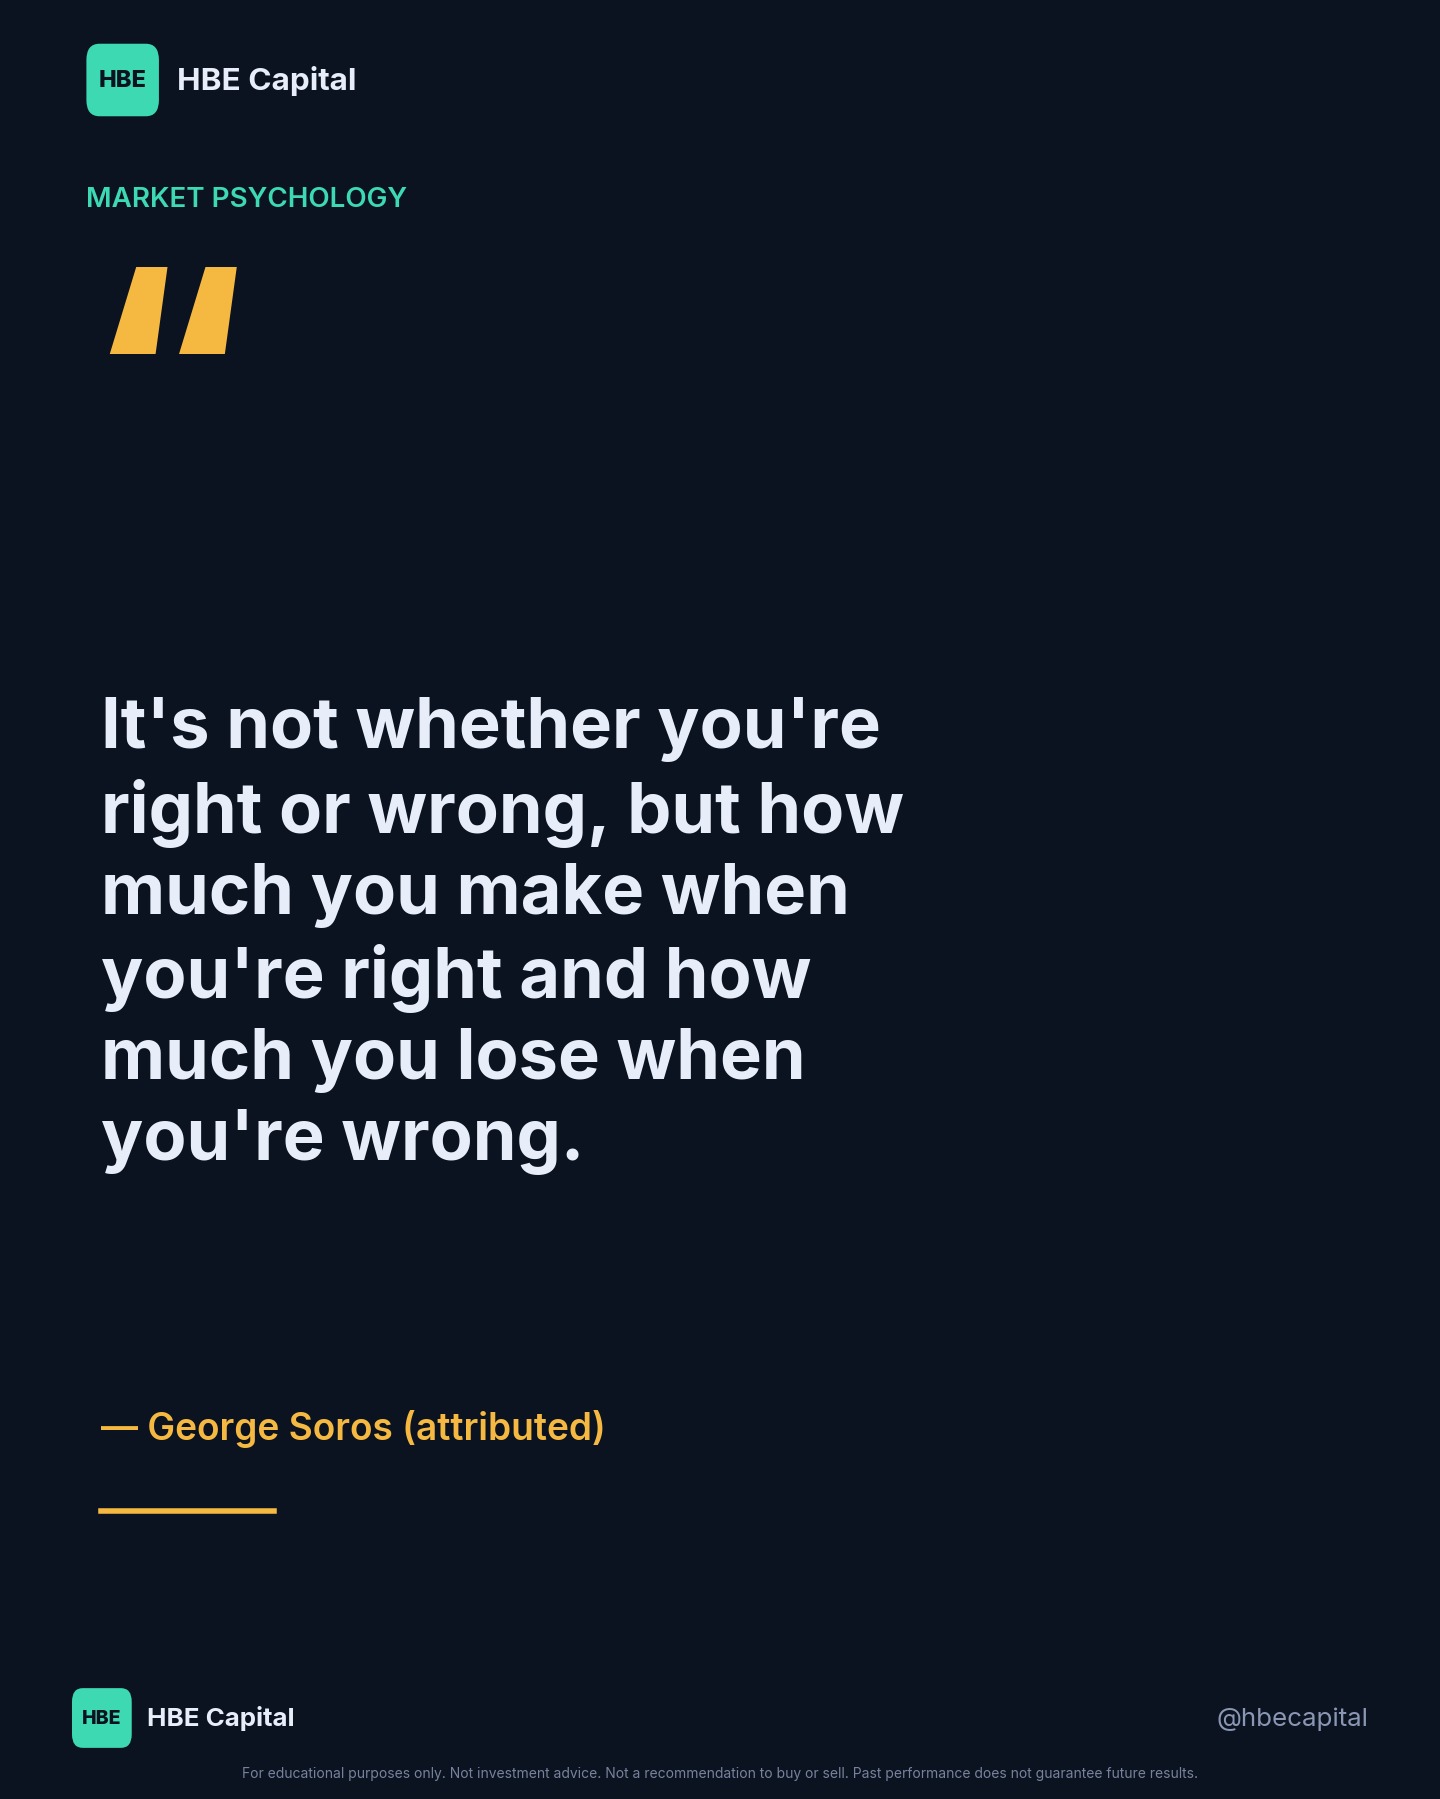 HBE HBE Capital
MARKET PSYCHOLOGY
"
It's not whether you're
right or wrong, but how
much you make when
you're right and how
much you lose when
you're wrong.
— George Soros (attributed)
HBE HBE Capital
@hbecapital
For educational purposes only. Not investment advice. Not a recommendation to buy or sell. Past performance does not guarantee future results.